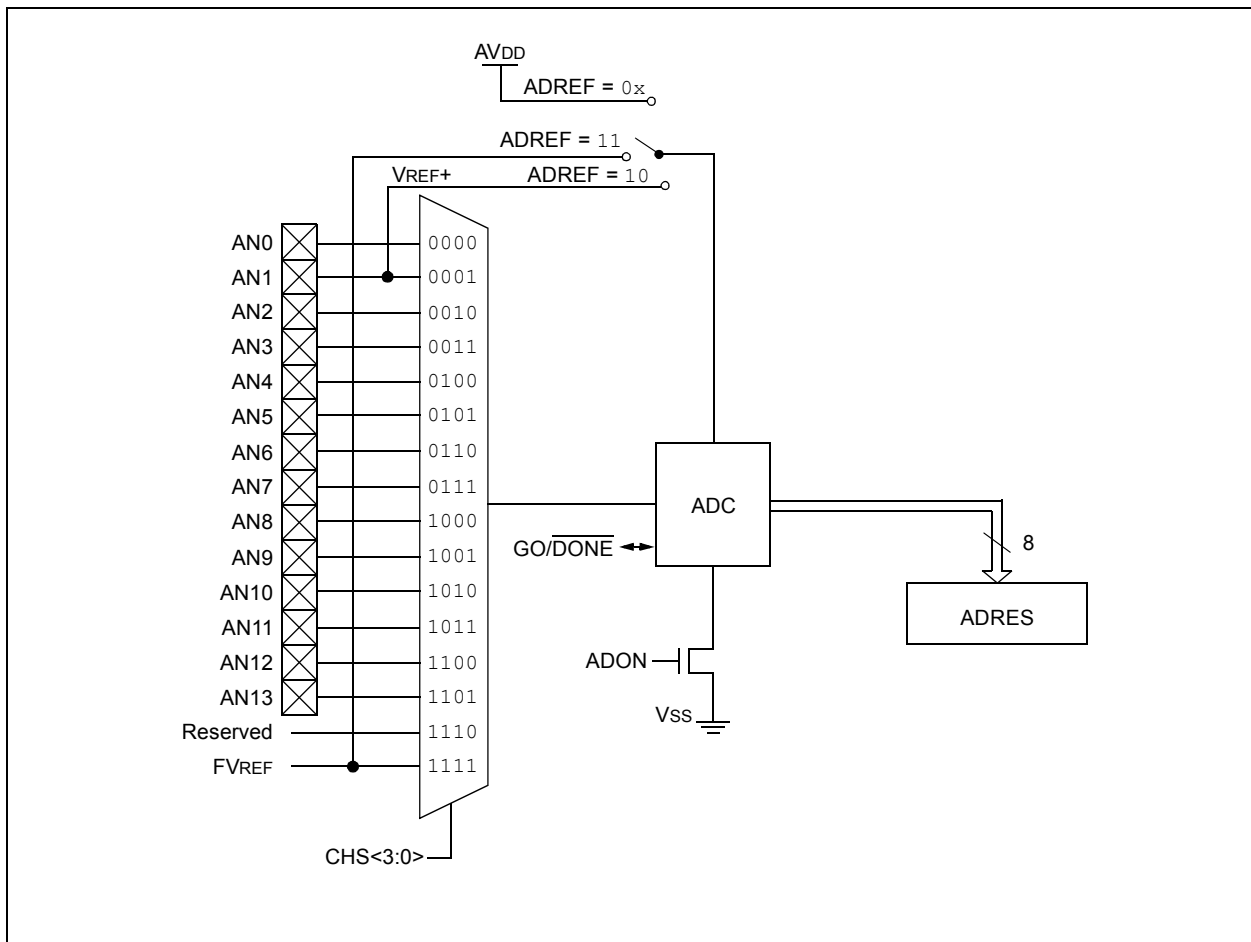 AVDD
ADREF = 0x
ADREF = 11
VREF+
ADREF = 10
AN0
0000
AN1
0001
AN2
0010
AN3
0011
AN4
0100
AN5
0101
AN6
0110
AN7
0111
AN8
1000
AN9
1001
AN10
1010
AN11
1011
AN12
1100
AN13
1101
Reserved
1110
FVREF
1111
CHS<3:0>
ADC
GO/DONE
8
ADRES
ADON
VSS